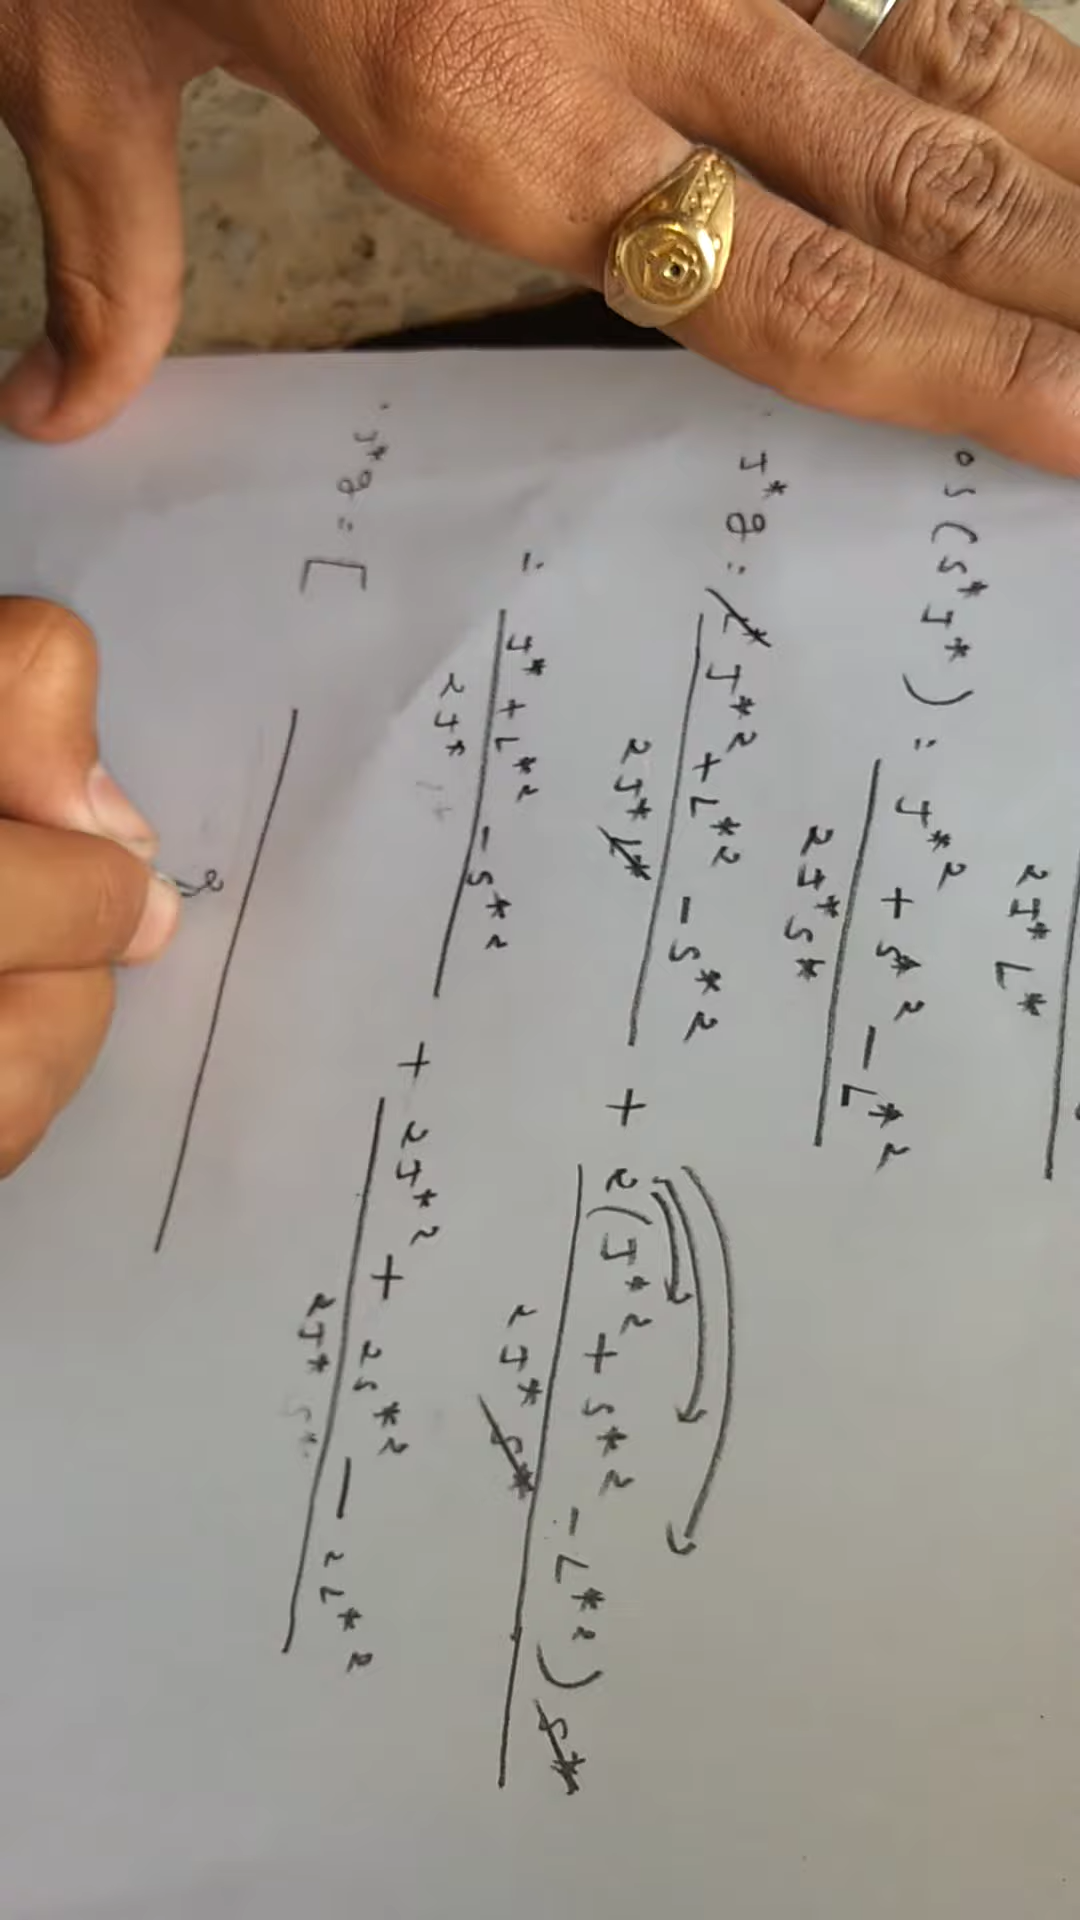 2J* L*
os(s* J*) = J*² + s*² - L*² / 2J* s*
J* g = L* J*² + L*² - s*² / 2J* L* + 2(J*² + s*² - L*²) s* / 2J* s*
= J* + L*² - s*² / 2J* + 2J*² + 2s*² - 2L*² / 2J*
J* g = [
2